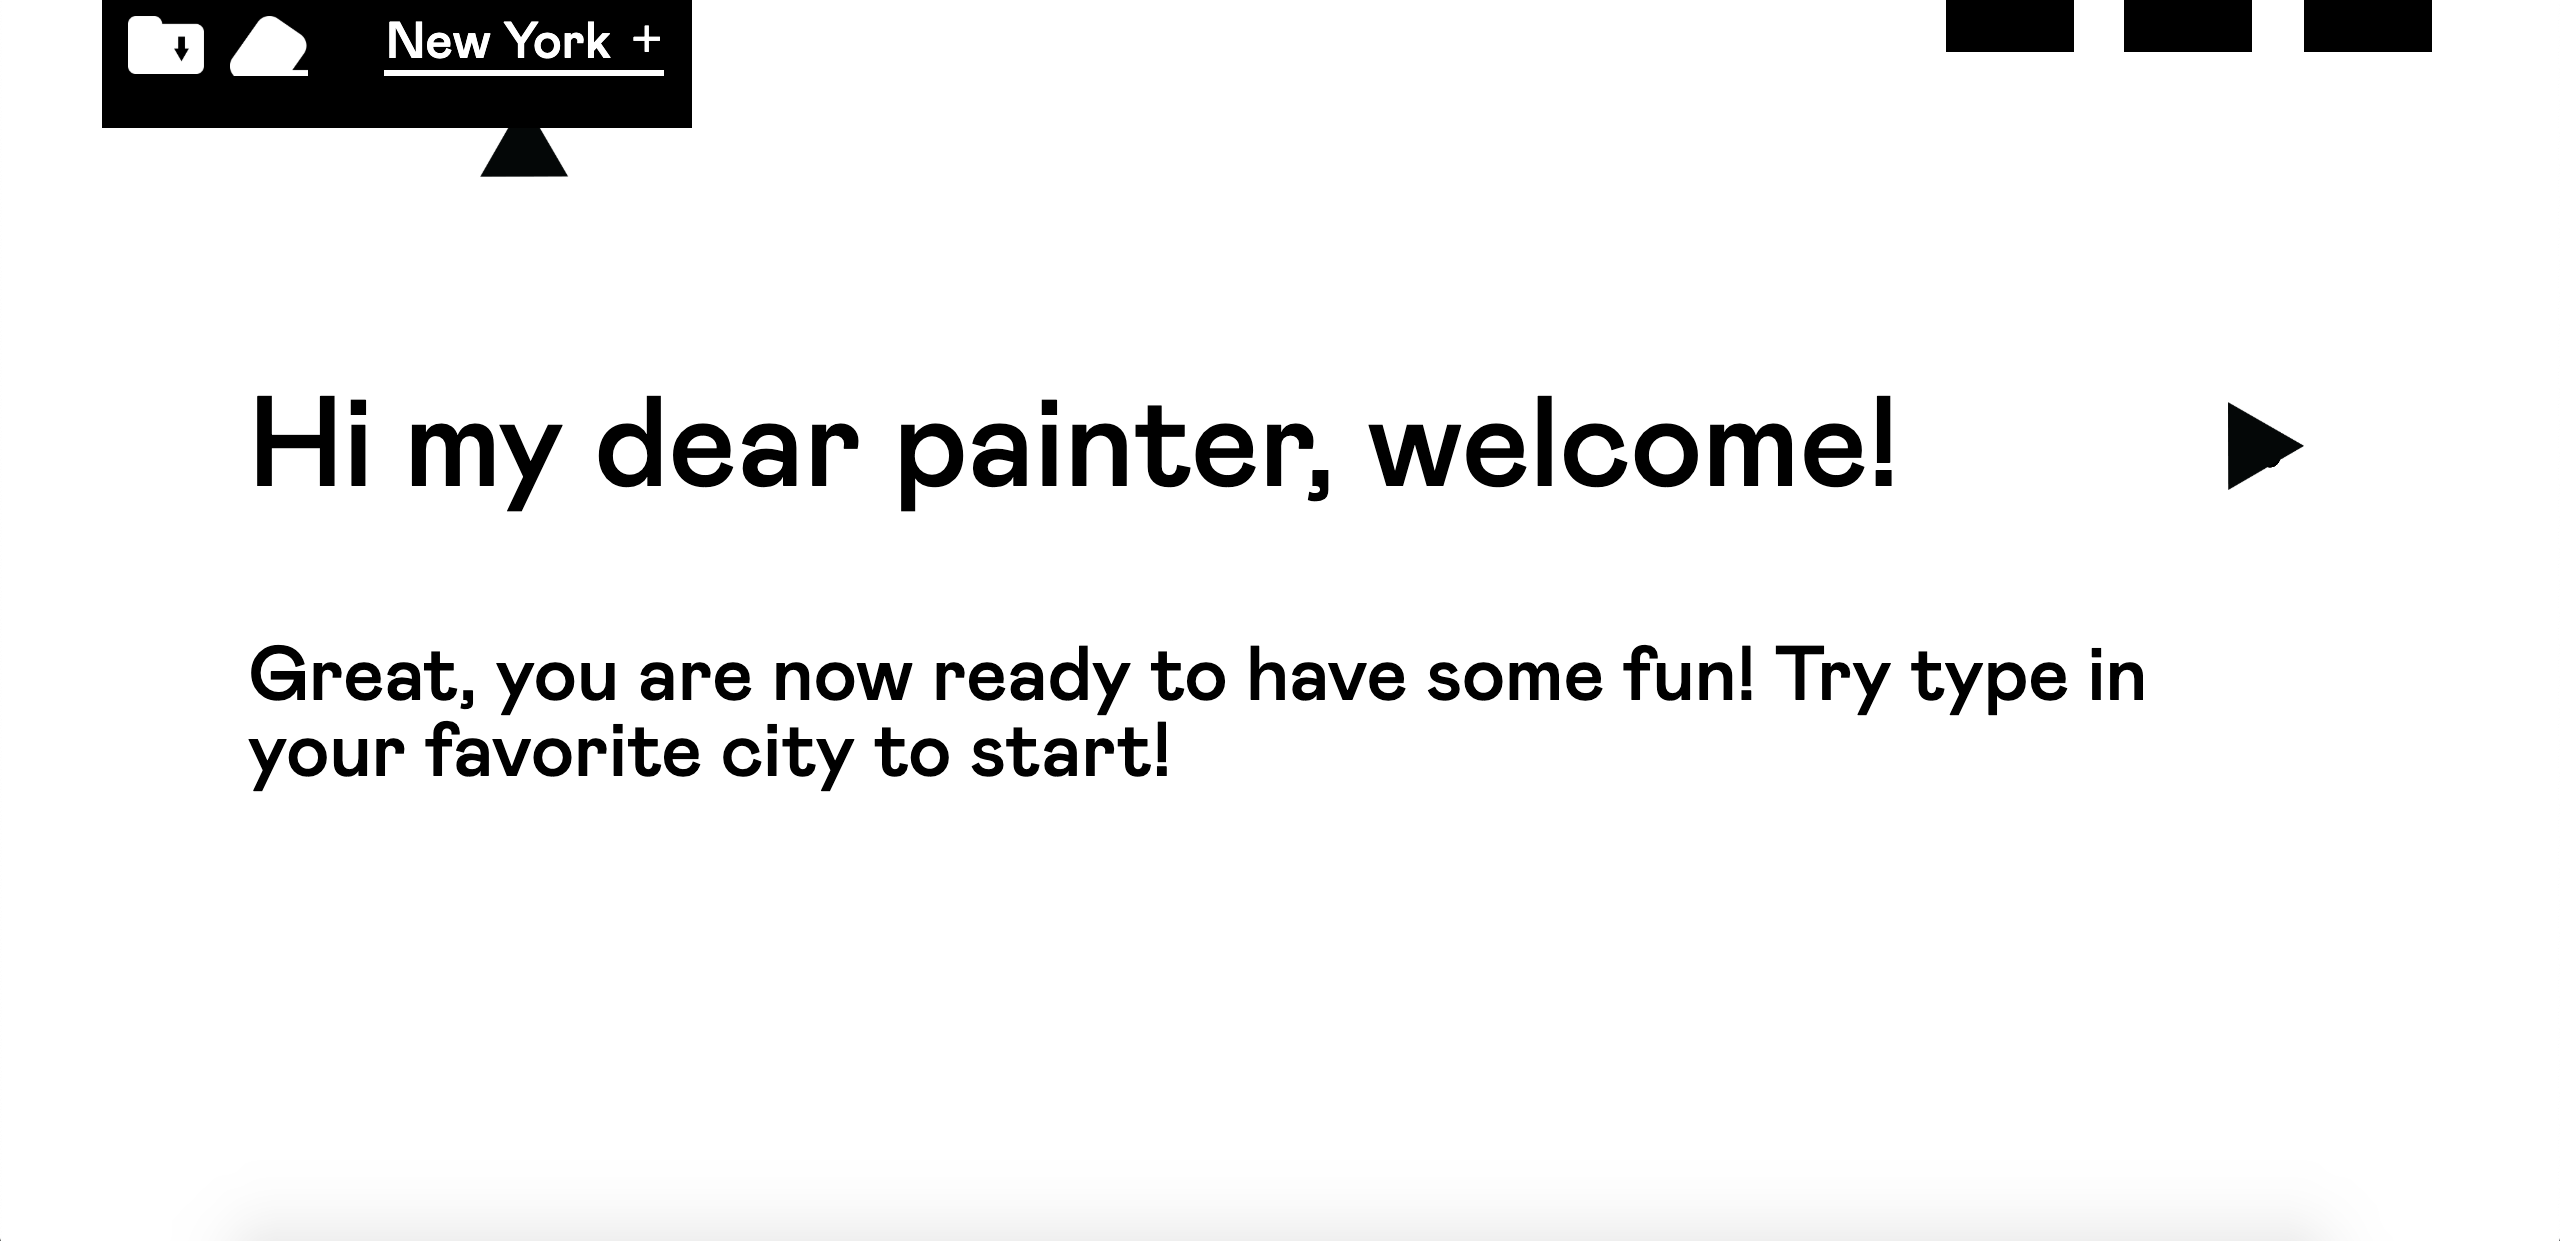 New York +
Hi my dear painter, welcome!
Great, you are now ready to have some fun! Try type in
your favorite city to start!